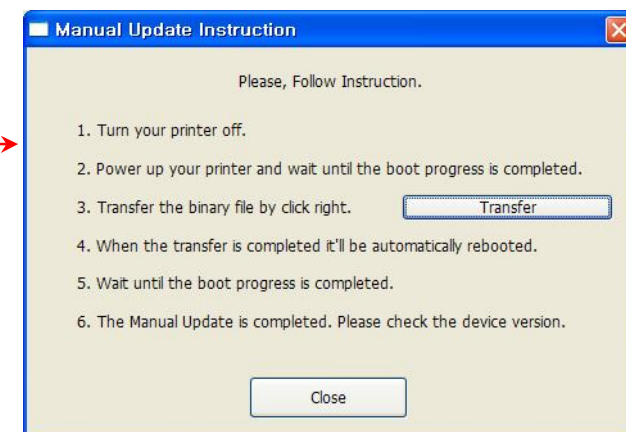 Manual Update Instruction
Please, Follow Instruction.
1. Turn your printer off.
2. Power up your printer and wait until the boot progress is completed.
3. Transfer the binary file by click right. Transfer
4. When the transfer is completed it'll be automatically rebooted.
5. Wait until the boot progress is completed.
6. The Manual Update is completed. Please check the device version.
Close